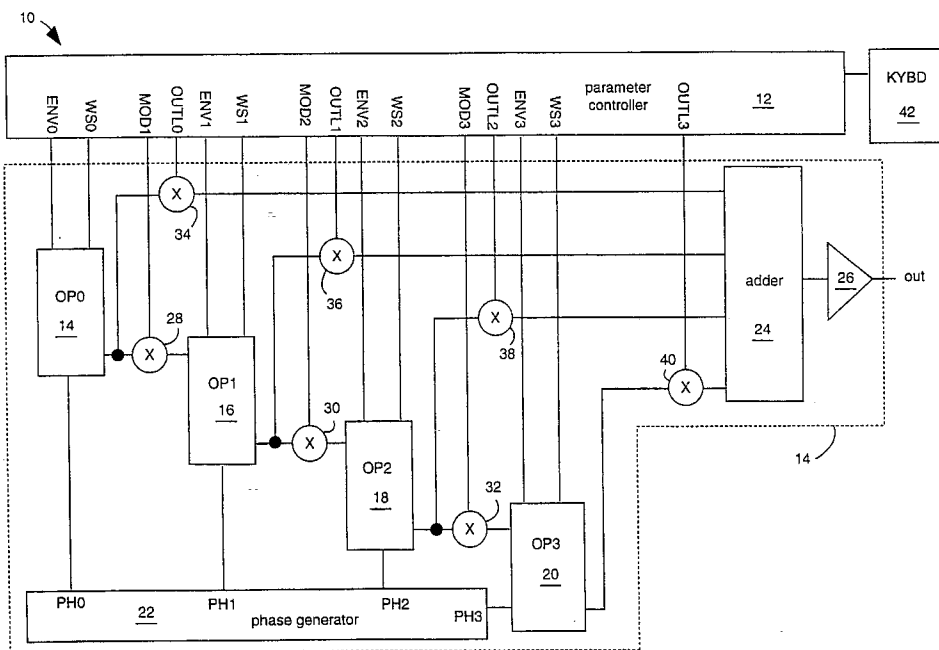 10
ENV0
WS0
MOD1
OUTL0
ENV1
WS1
MOD2
OUTL1
ENV2
WS2
MOD3
OUTL2
ENV3
WS3
parameter
controller
12
OUTL3
KYBD
42
X
34
X
36
X
38
OP0
14
X
28
OP1
16
X
30
OP2
18
X
32
OP3
20
X
40
adder
24
26
out
14
PH0
PH1
PH2
PH3
22
phase generator